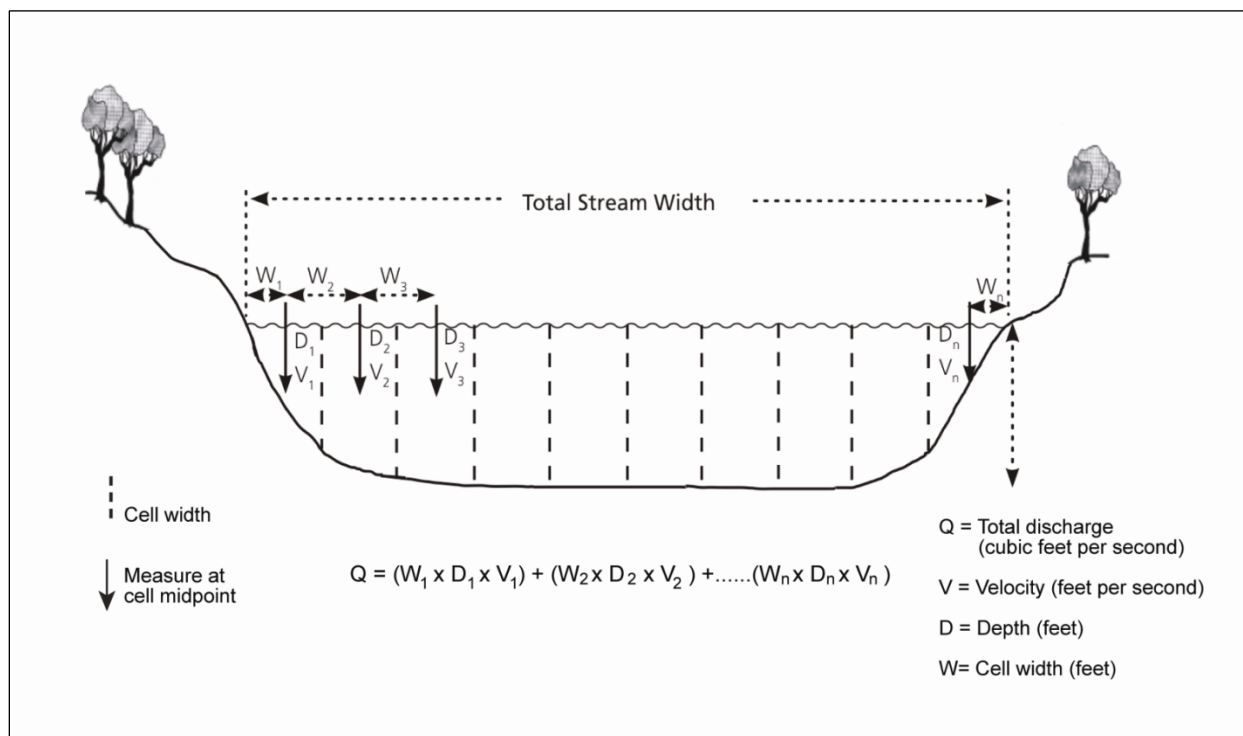 Total Stream Width
W₁ W₂ W₃ Wₙ
D₁ D₂ D₃ Dₙ
V₁ V₂ V₃ Vₙ
Cell width
Measure at
cell midpoint
Q = (W₁ x D₁ x V₁) + (W₂ x D₂ x V₂ ) +......(Wₙ x Dₙ x Vₙ )
Q = Total discharge
(cubic feet per second)
V = Velocity (feet per second)
D = Depth (feet)
W= Cell width (feet)